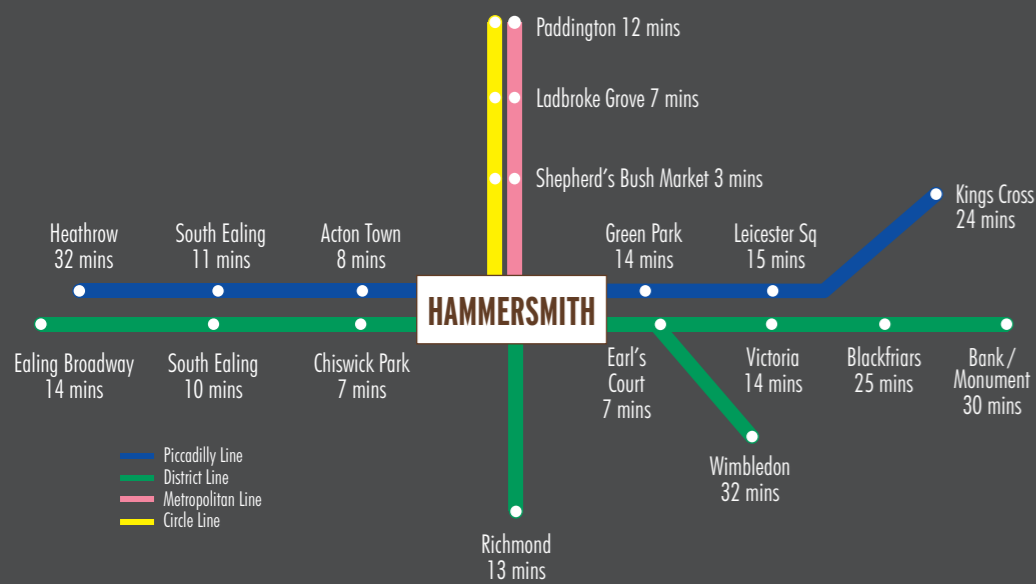 Paddington 12 mins
Ladbroke Grove 7 mins
Shepherd's Bush Market 3 mins
Kings Cross
24 mins
Heathrow
32 mins
South Ealing
11 mins
Acton Town
8 mins
Green Park
14 mins
Leicester Sq
15 mins
HAMMERSMITH
Ealing Broadway
14 mins
South Ealing
10 mins
Chiswick Park
7 mins
Earl's
Court
7 mins
Victoria
14 mins
Blackfriars
25 mins
Bank /
Monument
30 mins
Wimbledon
32 mins
Piccadilly Line
District Line
Metropolitan Line
Circle Line
Richmond
13 mins